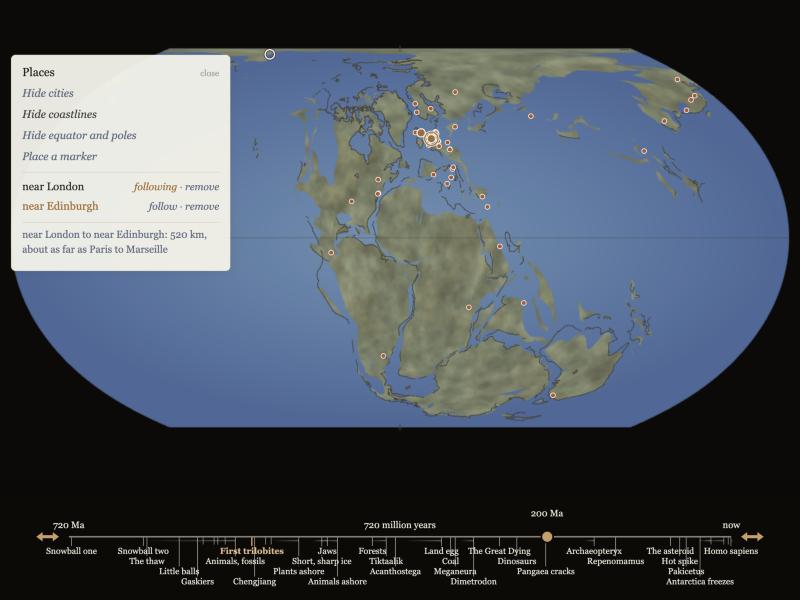 Places
close
Hide cities
Hide coastlines
Hide equator and poles
Place a marker
near London
following · remove
near Edinburgh
follow · remove
near London to near Edinburgh: 520 km,
about as far as Paris to Marseille
200 Ma
720 Ma
720 million years
now
Snowball one
Snowball two
First trilobites
Jaws
Forests
Land egg
The Great Dying
Archaeopteryx
The asteroid
Homo sapiens
The thaw
Animals, fossils
Short, sharp ice
Tiktaalik
Coal
Dinosaurs
Repenomamus
Hot spike
Little balls
Plants ashore
Acanthostega
Meganeura
Pangaea cracks
Pakicetus
Gaskiers
Chengjiang
Animals ashore
Dimetrodon
Antarctica freezes